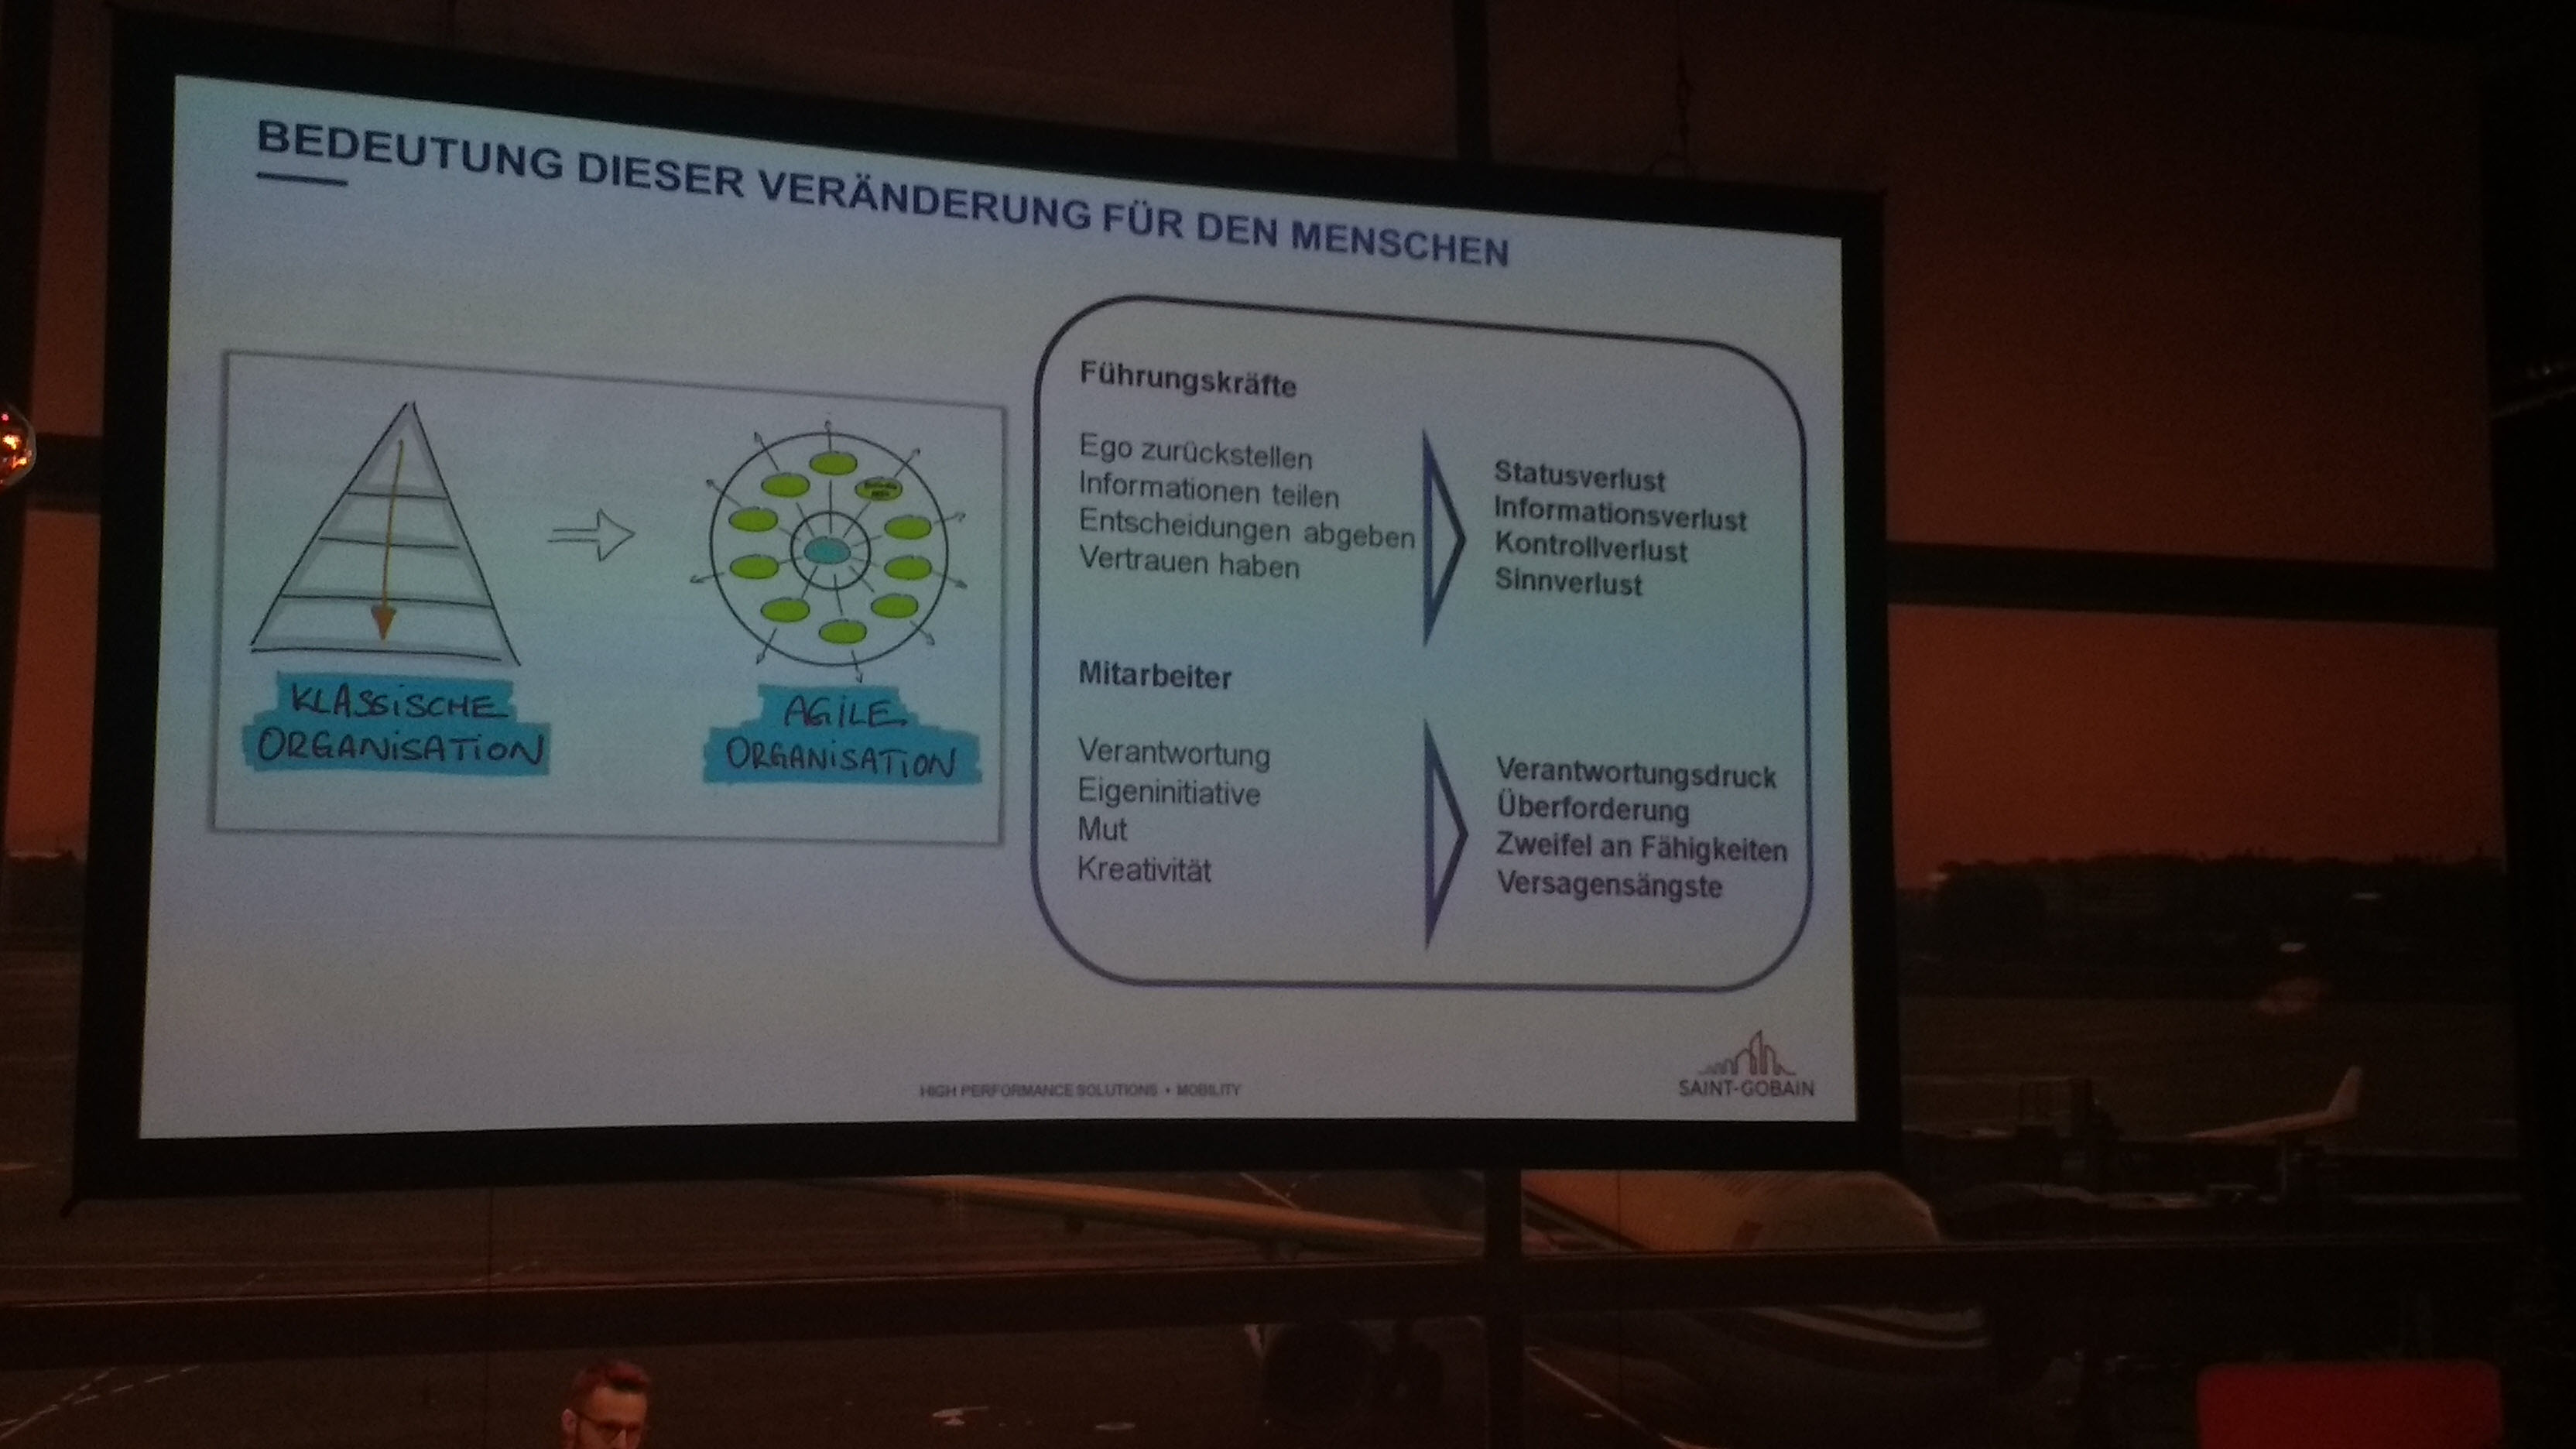 BEDEUTUNG DIESER VERÄNDERUNG FÜR DEN MENSCHEN
KLASSISCHE
ORGANISATION
AGILE
ORGANISATION
Führungskräfte
Ego zurückstellen
Informationen teilen
Entscheidungen abgeben
Vertrauen haben
Statusverlust
Informationsverlust
Kontrollverlust
Sinnverlust
Mitarbeiter
Verantwortung
Eigeninitiative
Mut
Kreativität
Verantwortungsdruck
Überforderung
Zweifel an Fähigkeiten
Versagensängste
HIGH PERFORMANCE SOLUTIONS • MOBILITY
SAINT-GOBAIN